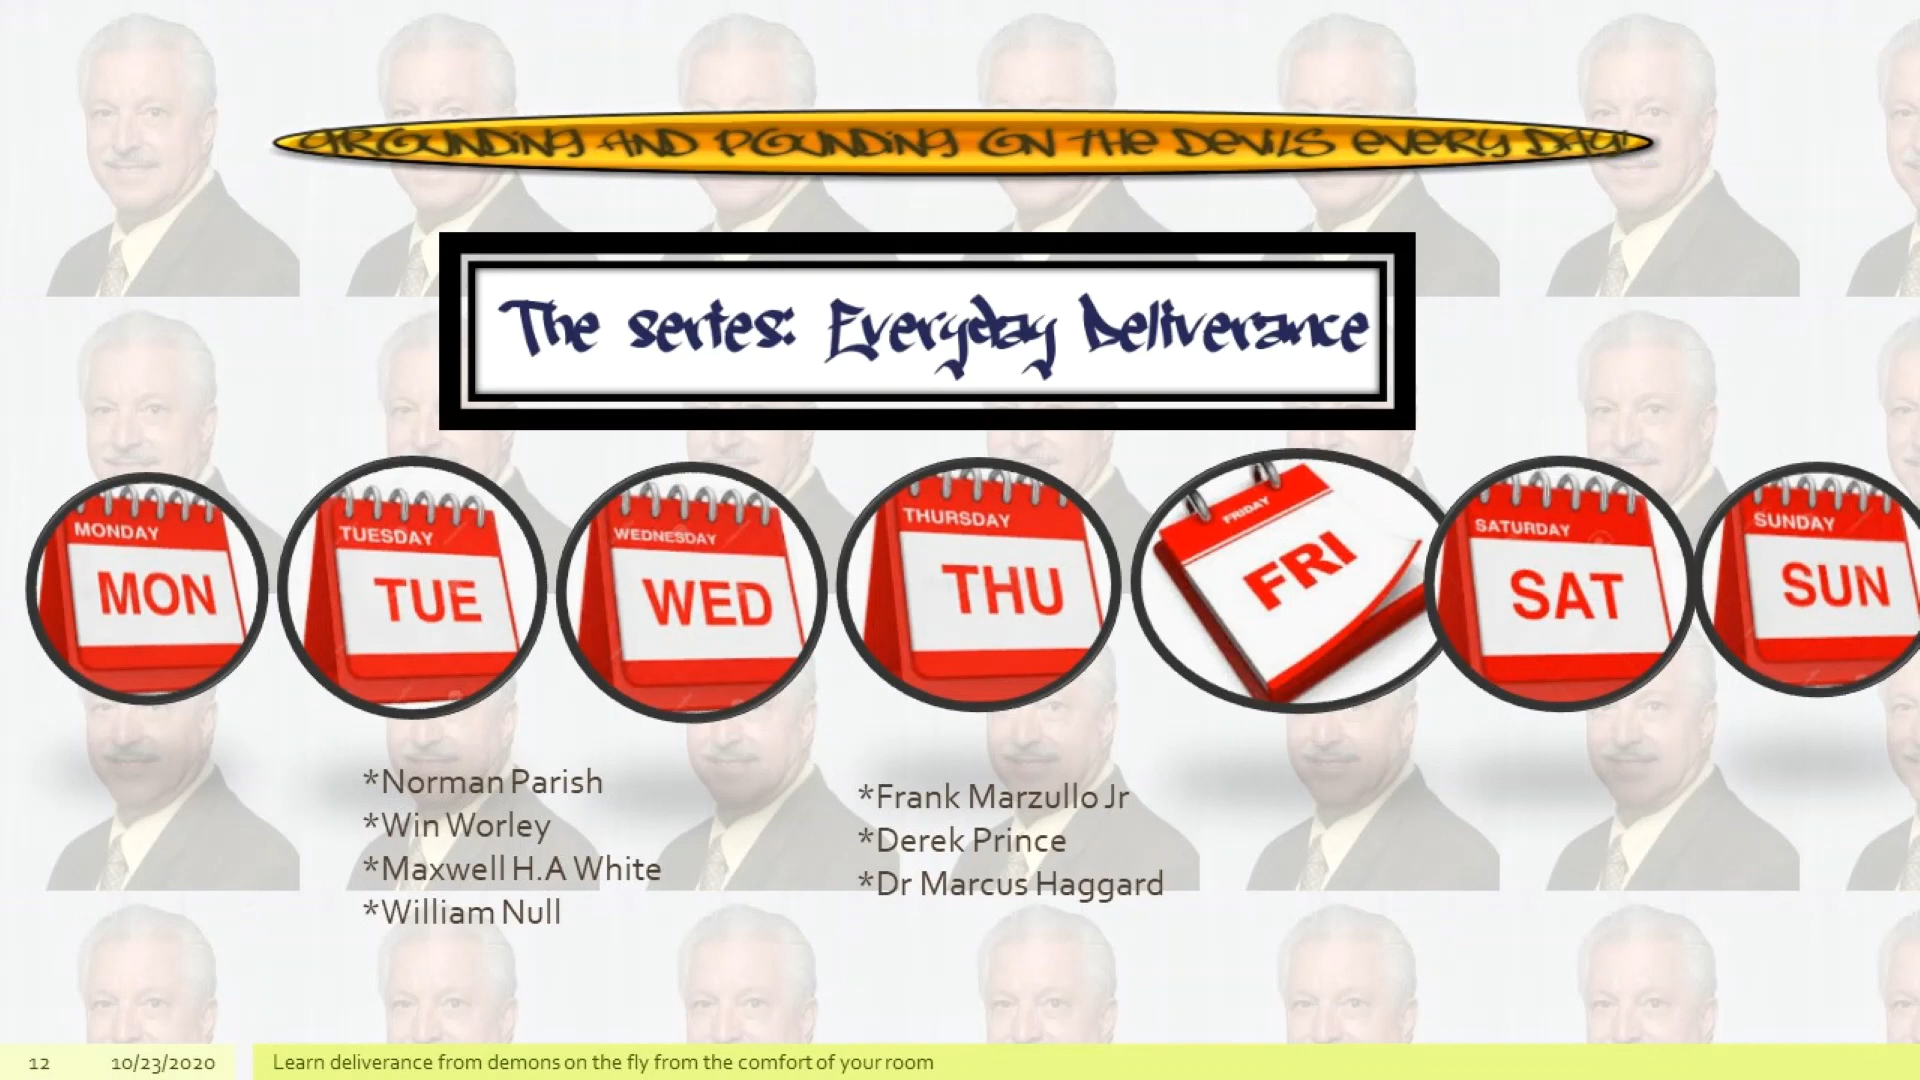 GROUNDING AND POUNDING ON THE DEVILS EVERY DAY!
The series: Everyday Deliverance
MONDAY
MON
TUESDAY
TUE
WEDNESDAY
WED
THURSDAY
THU
FRIDAY
FRI
SATURDAY
SAT
SUNDAY
SUN
*Norman Parish
*Win Worley
*Maxwell H.A White
*William Null
*Frank Marzullo Jr
*Derek Prince
*Dr Marcus Haggard
12
10/23/2020
Learn deliverance from demons on the fly from the comfort of your room